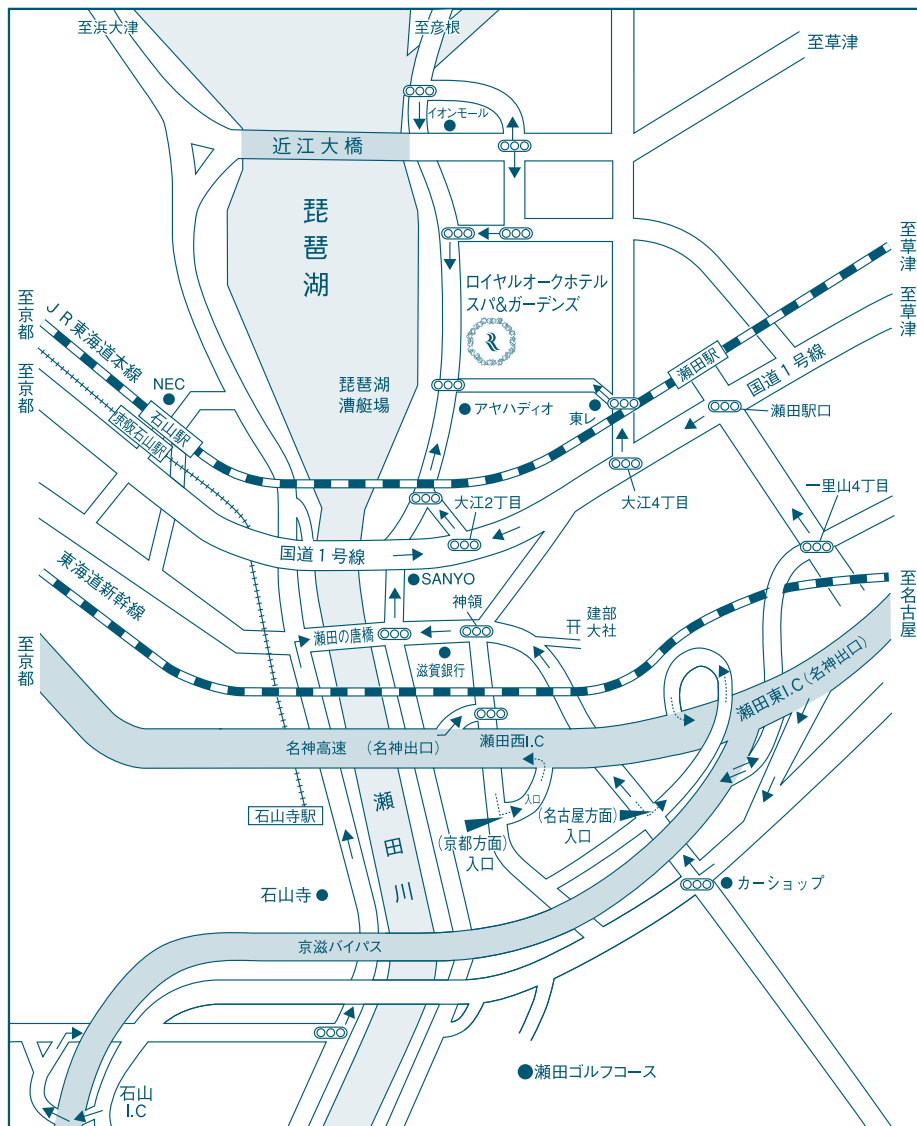 至浜大津
至彦根
至草津
イオンモール
近江大橋
琵琶湖
至草津
至草津
ロイヤルオークホテル
スパ&ガーデンズ
R
至京都
JR東海道本線
至京都
NEC
石山駅
京阪石山駅
琵琶湖
漕艇場
アヤハディオ
東レ
瀬田駅
国道1号線
瀬田駅口
大江2丁目
大江4丁目
一里山4丁目
国道1号線
SANYO
東海道新幹線
神領
建部
大社
至名古屋
瀬田の唐橋
滋賀銀行
至京都
名神高速 (名神出口)
瀬田西I.C
瀬田東I.C(名神出口)
瀬田川
石山寺駅
入口
(京都方面)
入口
(名古屋方面)
入口
石山寺
カーショップ
京滋バイパス
石山
I.C
瀬田ゴルフコース